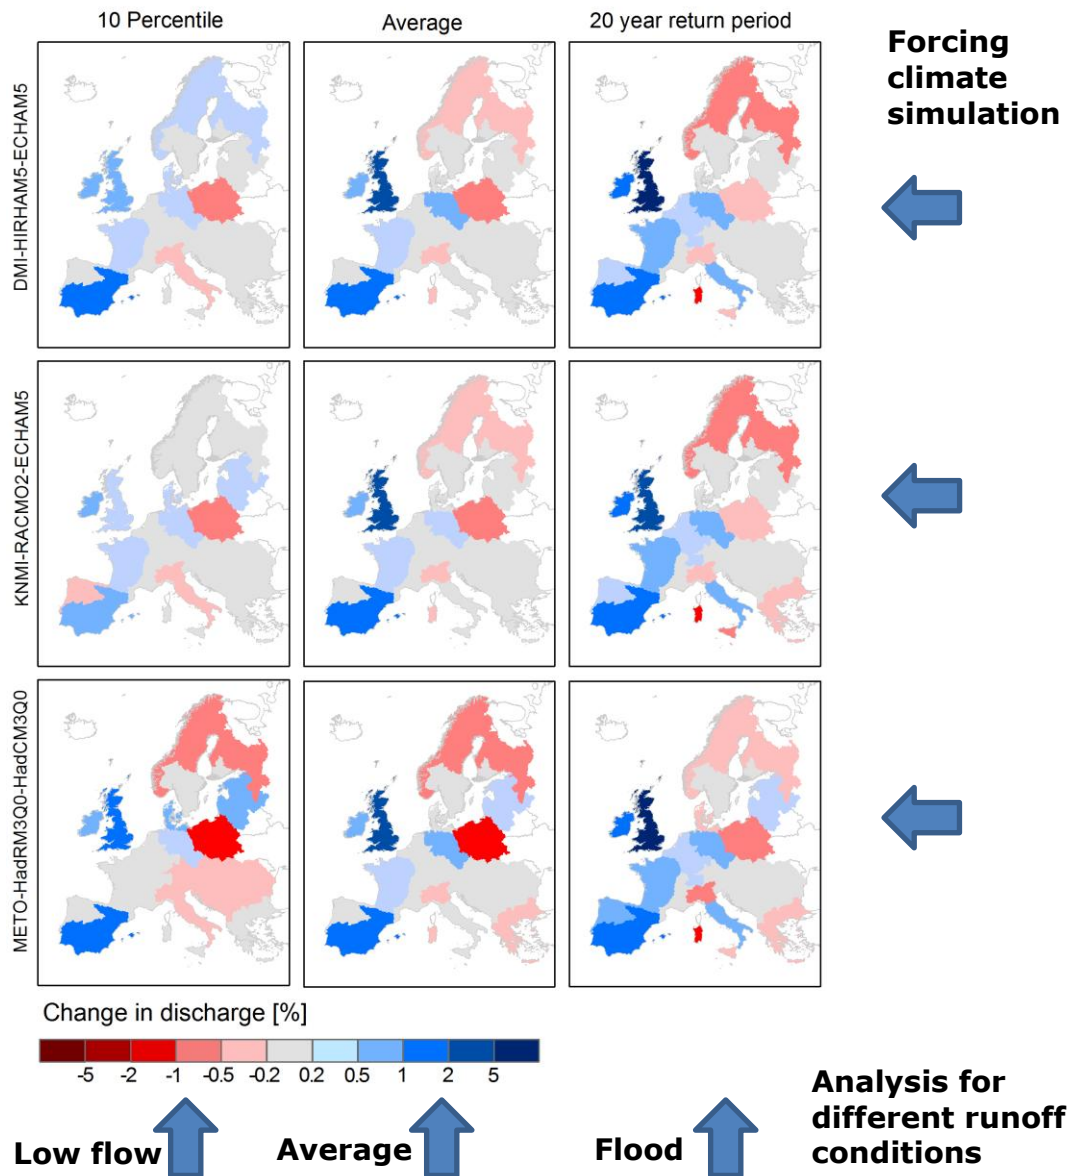 10 Percentile
Average
20 year return period
Forcing
climate
simulation
DMI-HIRHAM5-ECHAM5
KNMI-RACMO2-ECHAM5
METO-HadRM3Q0-HadCM3Q0
Change in discharge [%]
-5 -2 -1 -0.5 -0.2 0.2 0.5 1 2 5
Low flow
Average
Flood
Analysis for
different runoff
conditions